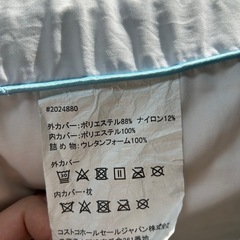 #2024880
外カバー：ポリエステル88% ナイロン12%
内カバー：ポリエステル100%
詰め物：ウレタンフォーム100%
外カバー
内カバー・枕
コストコホールセールジャパン株式